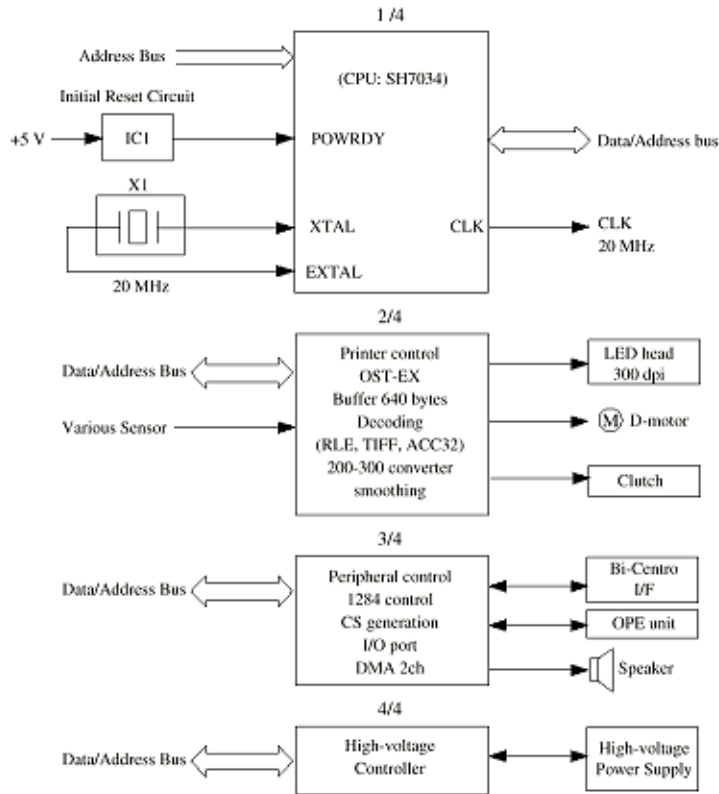 1/4
Address Bus
(CPU: SH7034)
Initial Reset Circuit
+5 V
IC1
POWRDY
Data/Address bus
X1
XTAL
CLK
CLK
20 MHz
EXTAL
20 MHz
2/4
Data/Address Bus
Various Sensor
Printer control
OST-EX
Buffer 640 bytes
Decoding
(RLE, TIFF, ACC32)
200-300 converter
smoothing
LED head
300 dpi
M D-motor
Clutch
3/4
Data/Address Bus
Peripheral control
1284 control
CS generation
I/O port
DMA 2ch
Bi-Centro
I/F
OPE unit
Speaker
4/4
Data/Address Bus
High-voltage
Controller
High-voltage
Power Supply